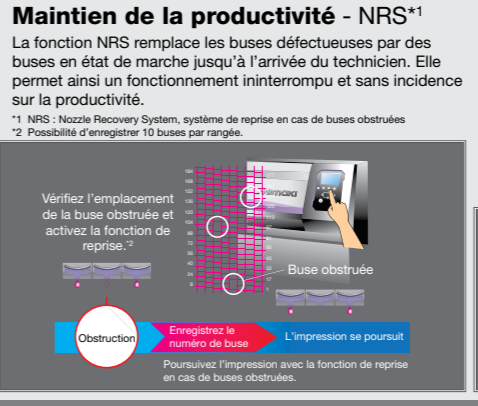 Maintien de la productivité - NRS*1
La fonction NRS remplace les buses défectueuses par des
buses en état de marche jusqu'à l'arrivée du technicien. Elle
permet ainsi un fonctionnement ininterrompu et sans incidence
sur la productivité.
*1 NRS : Nozzle Recovery System, système de reprise en cas de buses obstruées
*2 Possibilité d'enregistrer 10 buses par rangée.
Vérifiez l'emplacement
de la buse obstruée et
activez la fonction de
reprise.*2
Buse obstruée
Obstruction
Enregistrez le
numéro de buse
L'impression se poursuit
Poursuivez l'impression avec la fonction de reprise
en cas de buses obstruées.